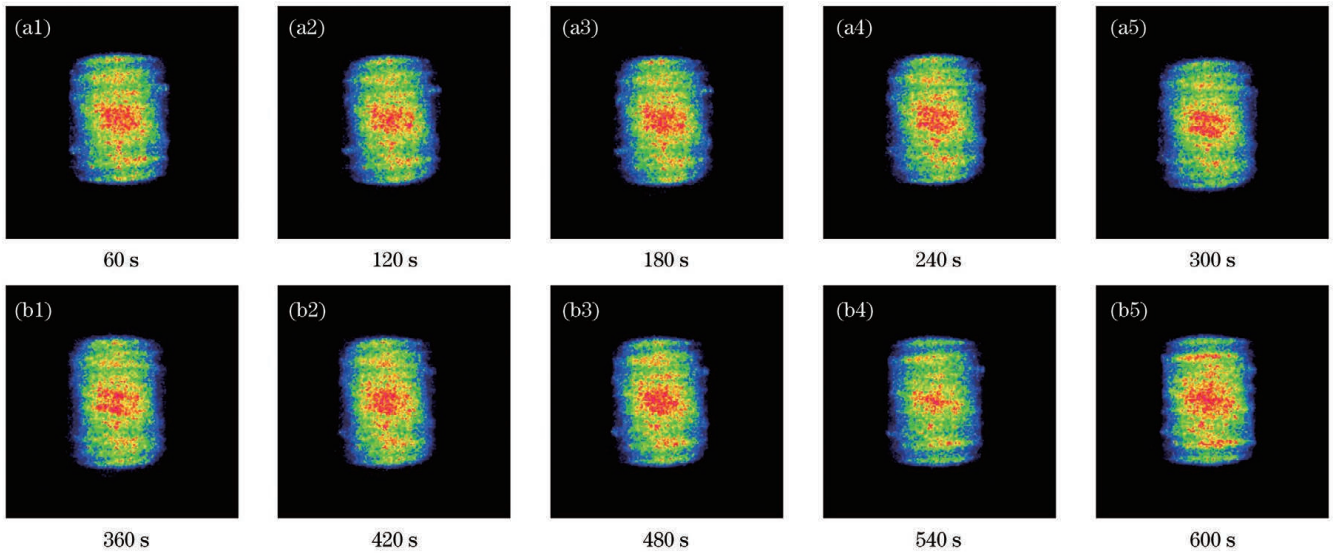 (a1) (a2) (a3) (a4) (a5)
60 s 120 s 180 s 240 s 300 s
(b1) (b2) (b3) (b4) (b5)
360 s 420 s 480 s 540 s 600 s